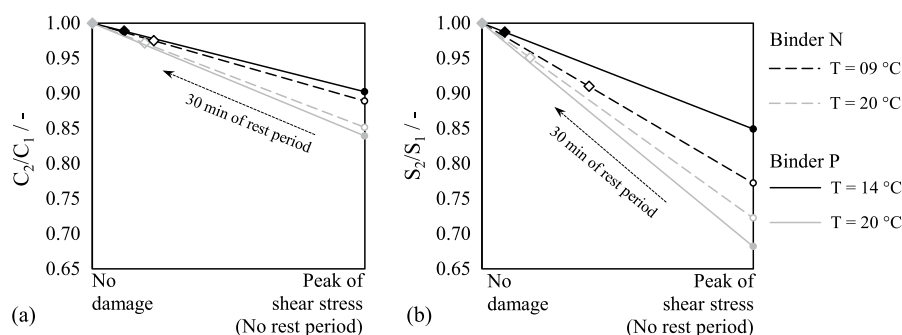 C2/C1 / -
1.00
0.95
0.90
0.85
0.80
0.75
0.70
0.65
30 min of rest period
No
damage
Peak of
shear stress
(No rest period)
(a)
S2/S1 / -
1.00
0.95
0.90
0.85
0.80
0.75
0.70
0.65
30 min of rest period
No
damage
Peak of
shear stress
(No rest period)
(b)
Binder N
T = 09 °C
T = 20 °C
Binder P
T = 14 °C
T = 20 °C